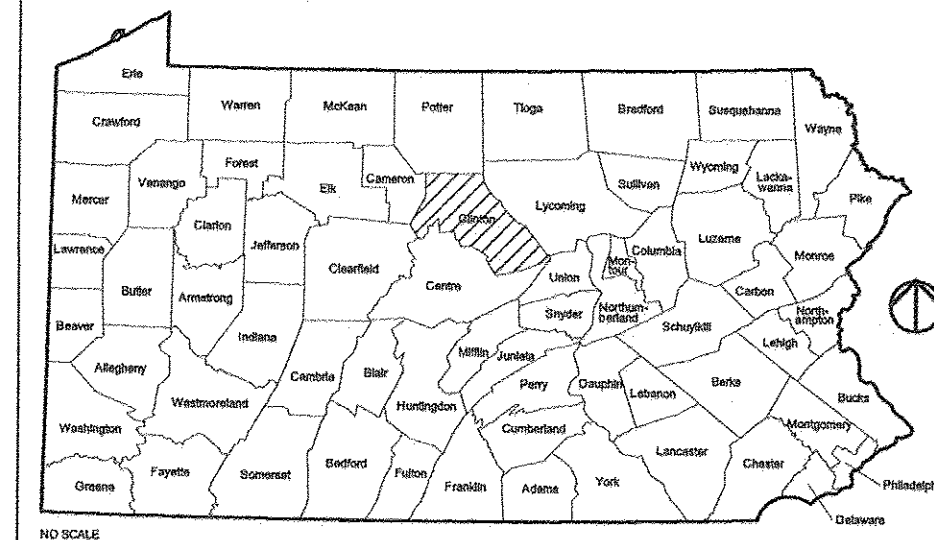 Erie
Warren
McKean
Potter
Tioga
Bradford
Susquehanna
Crawford
Wayne
Forest
Wyoming
Cameron
Sullivan
Lacka-
wanna
Mercer
Venango
Elk
Clinton
Lycoming
Pike
Clarion
Lawrence
Jefferson
Luzerne
Clearfield
Columbia
Monroe
Mon-
tour
Union
Butler
Centre
Carbon
Armstrong
Northum-
berland
North-
ampton
Snyder
Beaver
Schuylkill
Indiana
Lehigh
Mifflin
Juniata
Allegheny
Cambria
Blair
Perry
Dauphin
Berks
Lebanon
Bucks
Westmoreland
Huntingdon
Montgomery
Washington
Cumberland
Lancaster
Chester
Greene
Fayette
Somerset
Bedford
Fulton
Franklin
Adams
York
Philadelph
Delaware
NO SCALE